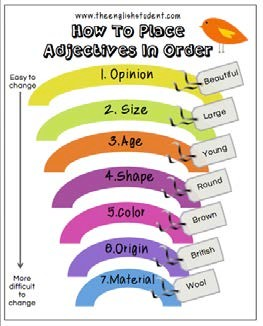 www.theenglishstudent.com
How To Place
Adjectives In Order
Easy to
change
1. Opinion
Beautiful
2. Size
Large
3.Age
Young
4.Shape
Round
5.Color
Brown
6.Origin
British
7.Material
Wool
More
difficult
to
change